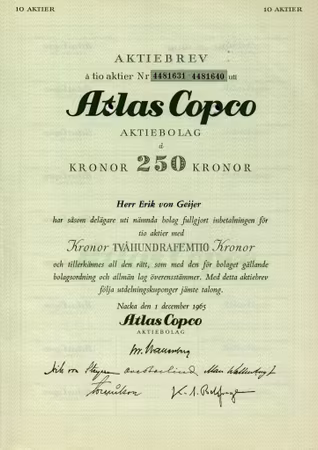 10 AKTIER 10 AKTIER
AKTIEBREV
å tio aktier Nr 4481631 4481640 utt
Atlas Copco
AKTIEBOLAG
å
KRONOR 250 KRONOR
Herr Erik von Geijer
har såsom delägare uti nämnda bolag fullgjort inbetalningen för
tio aktier med
Kronor TVÅHUNDRAFEMTIO Kronor
och tillerkännes all den rätt, som med den för bolaget gällande
bolagsordning och allmän lag överensstämmer. Med detta aktiebrev
följa utdelningskuponger jämte talong.
Nacka den 1 december 1965
Atlas Copco
AKTIEBOLAG